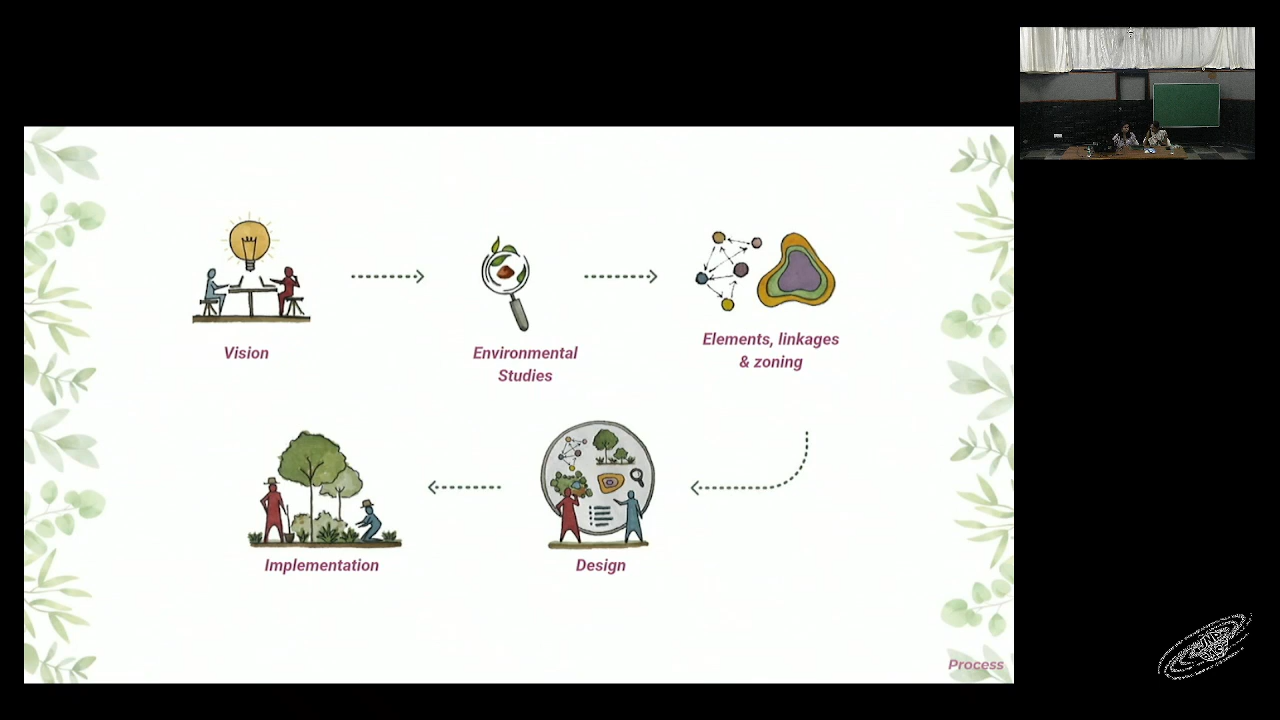 Vision
Environmental
Studies
Elements, linkages
& zoning
Implementation
Design
Process